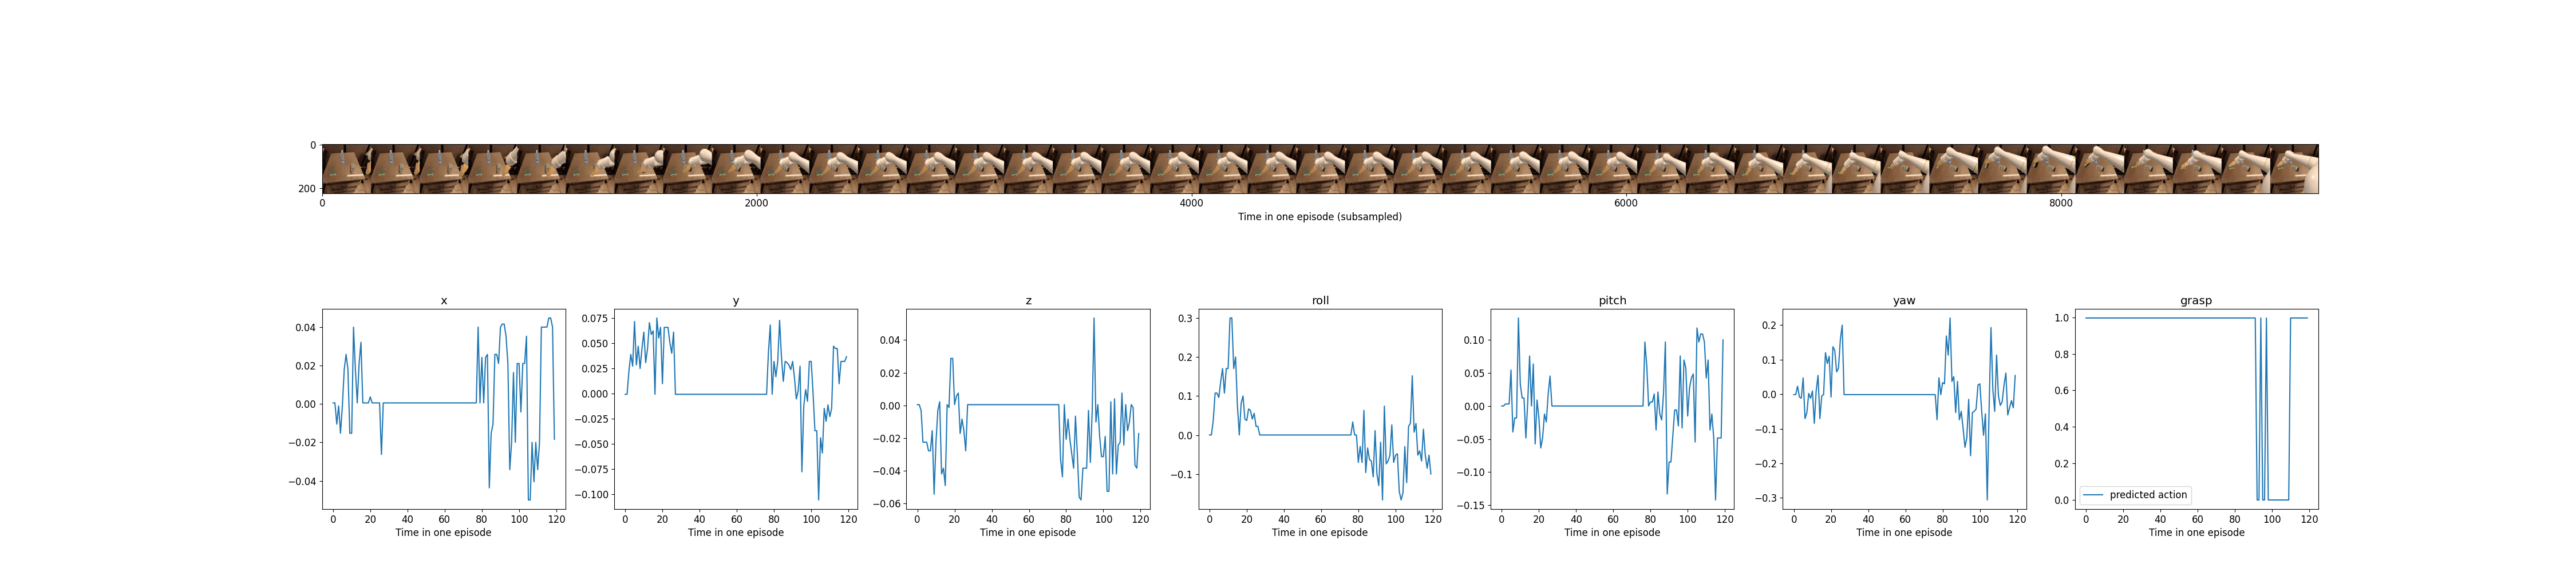 0
200
0 2000 4000 6000 8000
Time in one episode (subsampled)
x y z roll pitch yaw grasp
0.04
0.02
0.00
−0.02
−0.04
0 20 40 60 80 100 120
Time in one episode
0.075
0.050
0.025
0.000
−0.025
−0.050
−0.075
−0.100
0 20 40 60 80 100 120
Time in one episode
0.04
0.02
0.00
−0.02
−0.04
−0.06
0 20 40 60 80 100 120
Time in one episode
0.3
0.2
0.1
0.0
−0.1
0 20 40 60 80 100 120
Time in one episode
0.10
0.05
0.00
−0.05
−0.10
−0.15
0 20 40 60 80 100 120
Time in one episode
0.2
0.1
0.0
−0.1
−0.2
−0.3
0 20 40 60 80 100 120
Time in one episode
1.0
0.8
0.6
0.4
0.2
0.0
predicted action
0 20 40 60 80 100 120
Time in one episode